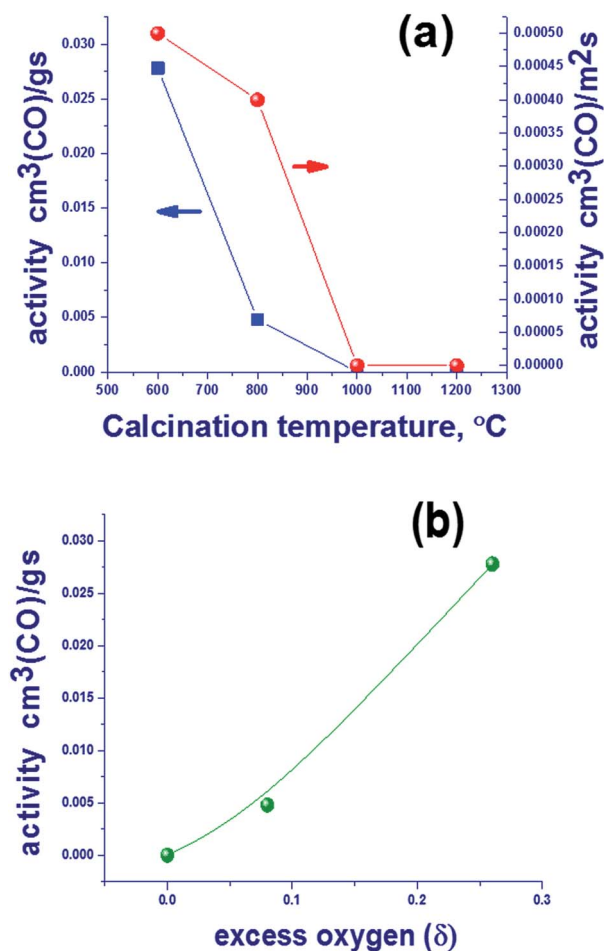 (a)
activity cm³(CO)/gs
0.030
0.025
0.020
0.015
0.010
0.005
0.000
activity cm³(CO)/m2s
0.00050
0.00045
0.00040
0.00035
0.00030
0.00025
0.00020
0.00015
0.00010
0.00005
0.00000
500 600 700 800 900 1000 1100 1200 1300
Calcination temperature, °C
(b)
activity cm³(CO)/gs
0.030
0.025
0.020
0.015
0.010
0.005
0.000
0.0 0.1 0.2 0.3
excess oxygen (δ)